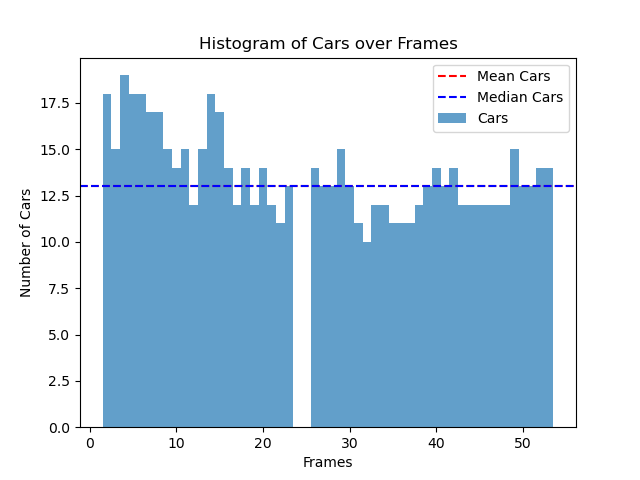 Histogram of Cars over Frames
Mean Cars
Median Cars
Cars
Number of Cars
17.5
15.0
12.5
10.0
7.5
5.0
2.5
0.0
0
10
20
30
40
50
Frames